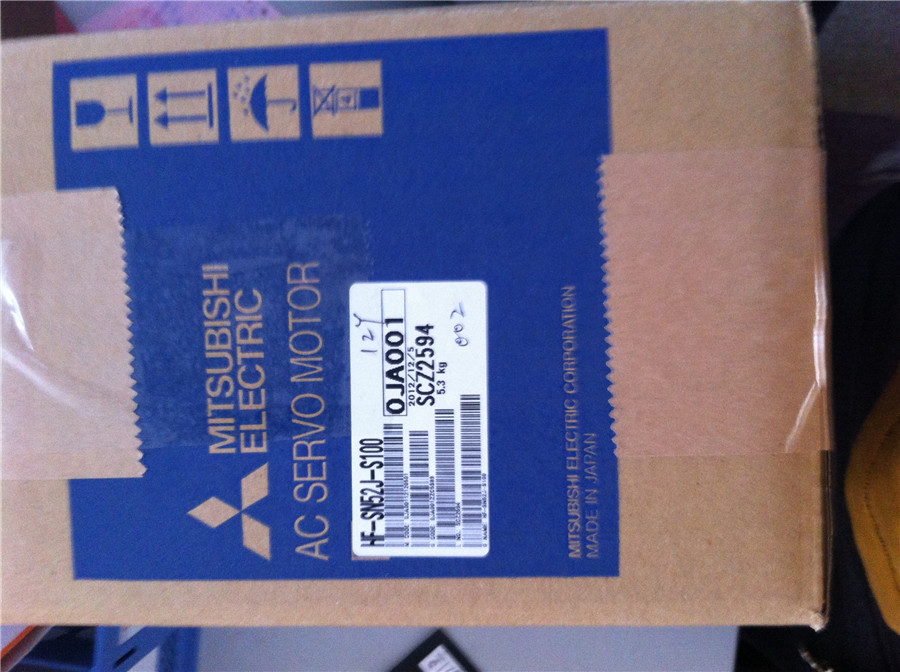 MITSUBISHI
ELECTRIC
AC SERVO MOTOR
HF-SN52J-S100
12Y
0JA001
2012/12/5
SCZ2594
5.3 kg
002
MITSUBISHI ELECTRIC CORPORATION
MADE IN JAPAN